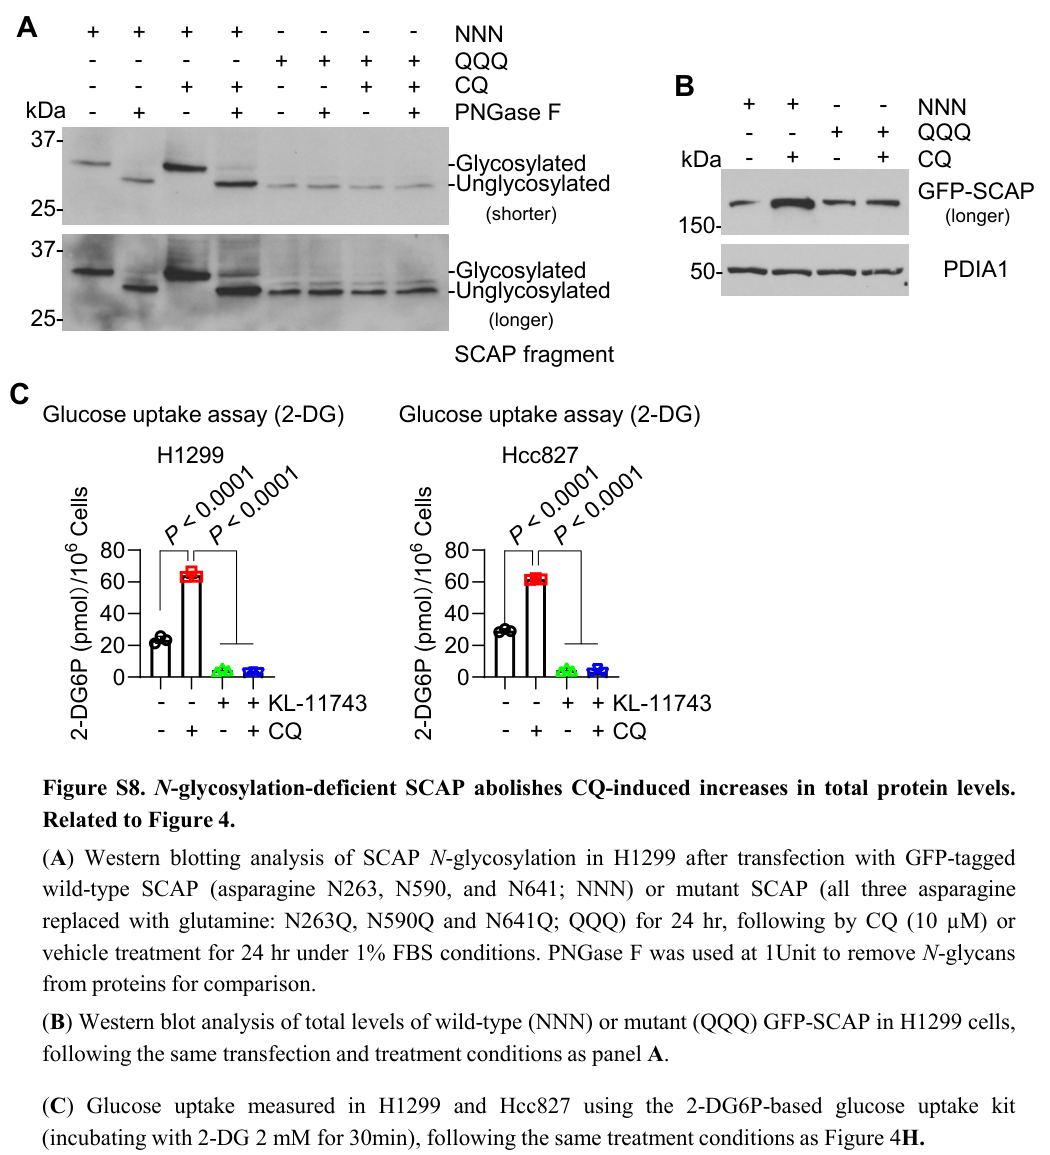 A
+ + + + - - - - NNN
- - - - + + + + QQQ
- - + + - - + + CQ
kDa - + - + - + - + PNGase F
37-
-Glycosylated
-Unglycosylated
25-
(shorter)
37-
-Glycosylated
-Unglycosylated
25-
(longer)
SCAP fragment
B
+ + - - NNN
- - + + QQQ
kDa - + - + CQ
GFP-SCAP
(longer)
150-
50-
PDIA1
C
Glucose uptake assay (2-DG)
H1299
P < 0.0001
P < 0.0001
2-DG6P (pmol)/10⁶ Cells
80
60
40
20
0
- - + + KL-11743
- + - + CQ
Glucose uptake assay (2-DG)
Hcc827
P < 0.0001
P < 0.0001
2-DG6P (pmol)/10⁶ Cells
80
60
40
20
0
- - + + KL-11743
- + - + CQ
Figure S8. N-glycosylation-deficient SCAP abolishes CQ-induced increases in total protein levels.
Related to Figure 4.
(A) Western blotting analysis of SCAP N-glycosylation in H1299 after transfection with GFP-tagged
wild-type SCAP (asparagine N263, N590, and N641; NNN) or mutant SCAP (all three asparagine
replaced with glutamine: N263Q, N590Q and N641Q; QQQ) for 24 hr, following by CQ (10 µM) or
vehicle treatment for 24 hr under 1% FBS conditions. PNGase F was used at 1Unit to remove N-glycans
from proteins for comparison.
(B) Western blot analysis of total levels of wild-type (NNN) or mutant (QQQ) GFP-SCAP in H1299 cells,
following the same transfection and treatment conditions as panel A.
(C) Glucose uptake measured in H1299 and Hcc827 using the 2-DG6P-based glucose uptake kit
(incubating with 2-DG 2 mM for 30min), following the same treatment conditions as Figure 4H.